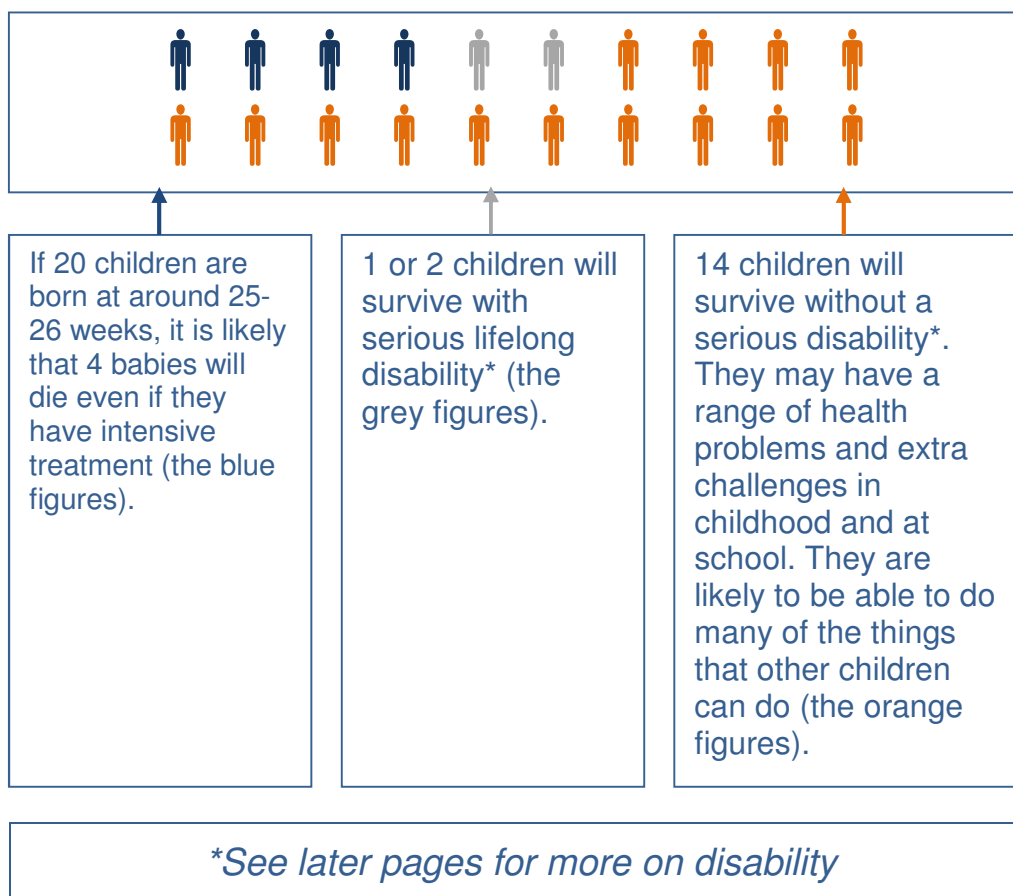 If 20 children are
born at around 25-
26 weeks, it is likely
that 4 babies will
die even if they
have intensive
treatment (the blue
figures).
1 or 2 children will
survive with
serious lifelong
disability* (the
grey figures).
14 children will
survive without a
serious disability*.
They may have a
range of health
problems and extra
challenges in
childhood and at
school. They are
likely to be able to do
many of the things
that other children
can do (the orange
figures).
*See later pages for more on disability